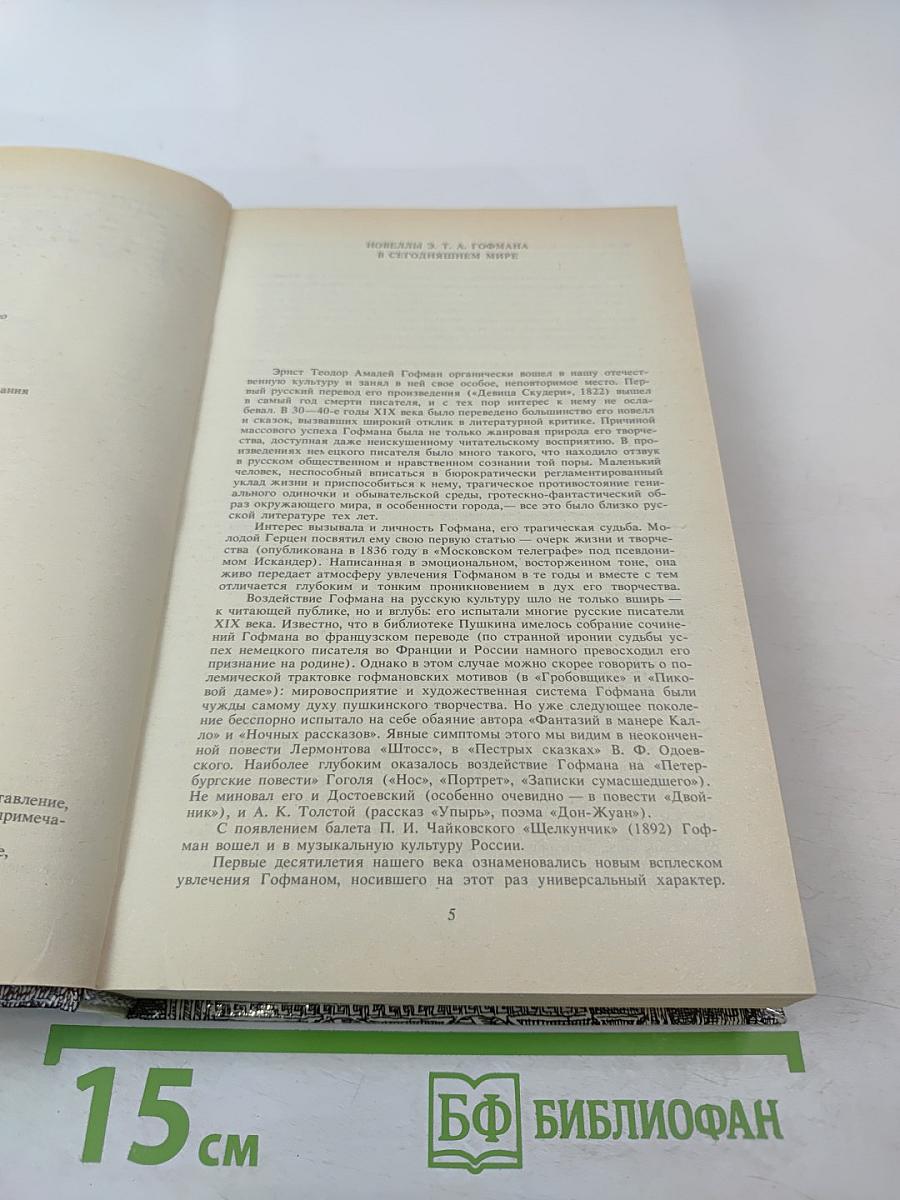 ю
ания
тавление,
примеча-
е,
НОВЕЛЛЫ Э. Т. А. ГОФМАНА
В СЕГОДНЯШНЕМ МИРЕ
Эрнст Теодор Амадей Гофман органически вошел в нашу отечест-
венную культуру и занял в ней свое особое, неповторимое место. Пер-
вый русский перевод его произведения («Девица Скудери», 1822) вышел
в самый год смерти писателя, и с тех пор интерес к нему не осла-
бевал. В 30—40-е годы XIX века было переведено большинство его новелл
и сказок, вызвавших широкий отклик в литературной критике. Причиной
массового успеха Гофмана была не только жанровая природа его творче-
ства, доступная даже неискушенному читательскому восприятию. В про-
изведениях немецкого писателя было много такого, что находило отзвук
в русском общественном и нравственном сознании той поры. Маленький
человек, неспособный вписаться в бюрократически регламентированный
уклад жизни и приспособиться к нему, трагическое противостояние гени-
ального одиночки и обывательской среды, гротескно-фантастический об-
раз окружающего мира, в особенности города,— все это было близко рус-
ской литературе тех лет.
Интерес вызывала и личность Гофмана, его трагическая судьба. Мо-
лодой Герцен посвятил ему свою первую статью — очерк жизни и творче-
ства (опубликована в 1836 году в «Московском телеграфе» под псевдони-
мом Искандер). Написанная в эмоциональном, восторженном тоне, она
живо передает атмосферу увлечения Гофманом в те годы и вместе с тем
отличается глубоким и тонким проникновением в дух его творчества.
Воздействие Гофмана на русскую культуру шло не только вширь —
к читающей публике, но и вглубь: его испытали многие русские писатели
XIX века. Известно, что в библиотеке Пушкина имелось собрание сочине-
ний Гофмана во французском переводе (по странной иронии судьбы ус-
пех немецкого писателя во Франции и России намного превосходил его
признание на родине). Однако в этом случае можно скорее говорить о по-
лемической трактовке гофмановских мотивов (в «Гробовщике» и «Пико-
вой даме»): мировосприятие и художественная система Гофмана были
чужды самому духу пушкинского творчества. Но уже следующее поколе-
ние бесспорно испытало на себе обаяние автора «Фантазий в манере Кал-
ло» и «Ночных рассказов». Явные симптомы этого мы видим в неокончен-
ной повести Лермонтова «Штосс», в «Пестрых сказках» В. Ф. Одоев-
ского. Наиболее глубоким оказалось воздействие Гофмана на «Петер-
бургские повести» Гоголя («Нос», «Портрет», «Записки сумасшедшего»).
Не миновал его и Достоевский (особенно очевидно — в повести «Двой-
ник»), и А. К. Толстой (рассказ «Упырь», поэма «Дон-Жуан»).
С появлением балета П. И. Чайковского «Щелкунчик» (1892) Гоф-
ман вошел и в музыкальную культуру России.
Первые десятилетия нашего века ознаменовались новым всплеском
увлечения Гофманом, носившего на этот раз универсальный характер.
5
15 см
БФ БИБЛИОФАН